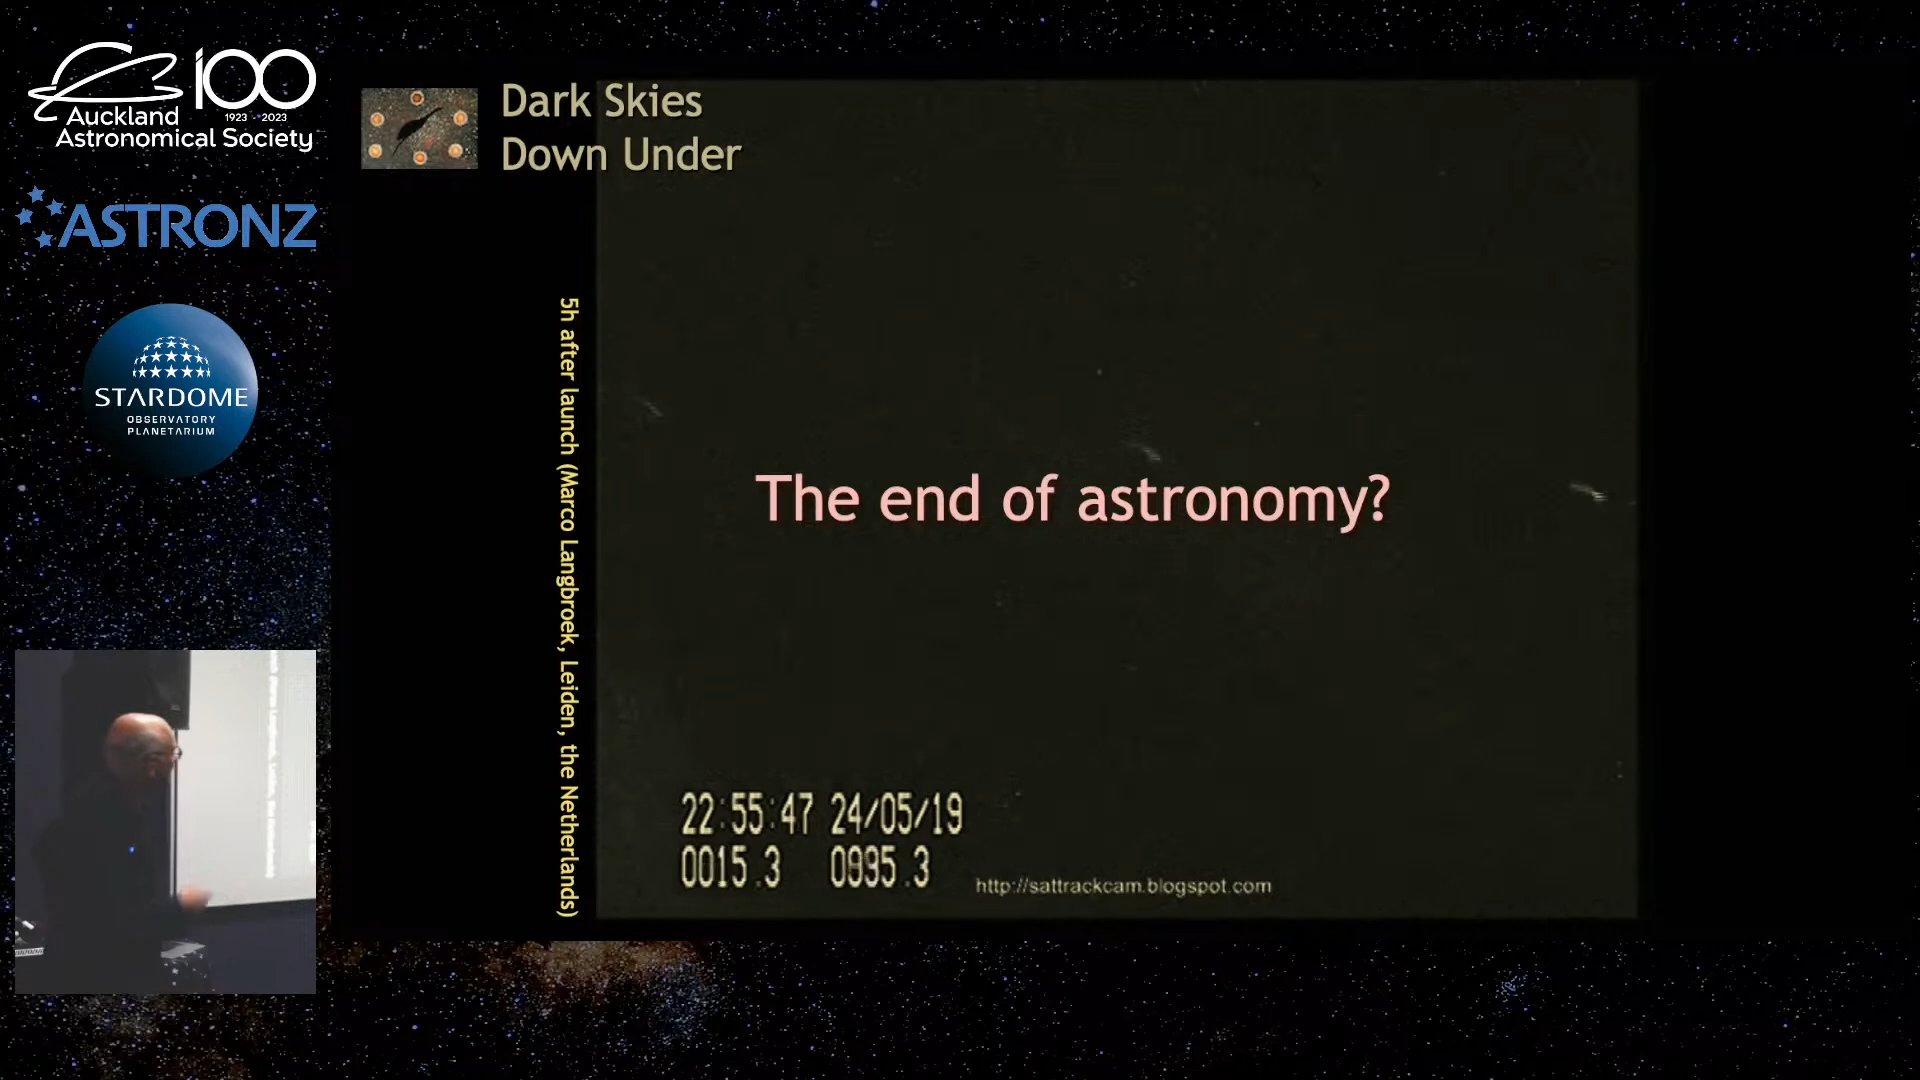 100
1923 2023
Auckland
Astronomical Society
ASTRONZ
STARDOME
OBSERVATORY
PLANETARIUM
Dark Skies
Down Under
5h after launch (Marco Langbroek, Leiden, the Netherlands)
The end of astronomy?
22:55:47 24/05/19
0015.3 0995.3
http://sattrackcam.blogspot.com